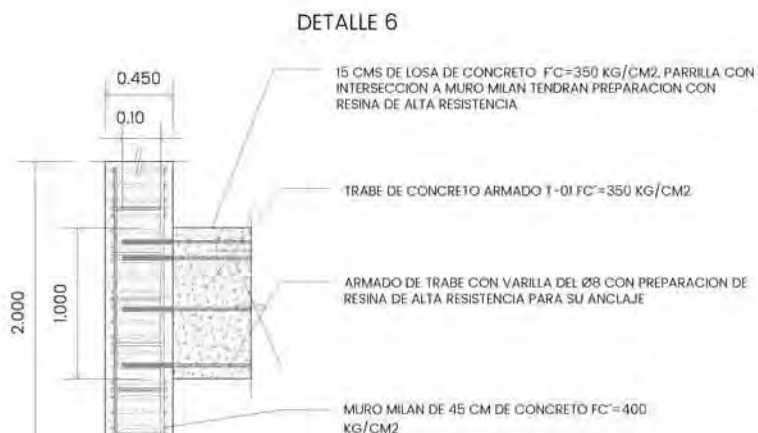 DETALLE 6
15 CMS DE LOSA DE CONCRETO F'C=350 KG/CM2, PARRILLA CON
INTERSECCION A MURO MILAN TENDRAN PREPARACION CON
RESINA DE ALTA RESISTENCIA
0.450
0.10
TRABE DE CONCRETO ARMADO T-01 FC'=350 KG/CM2
2.000
1.000
ARMADO DE TRABE CON VARILLA DEL Ø8 CON PREPARACION DE
RESINA DE ALTA RESISTENCIA PARA SU ANCLAJE
MURO MILAN DE 45 CM DE CONCRETO FC'=400
KG/CM2